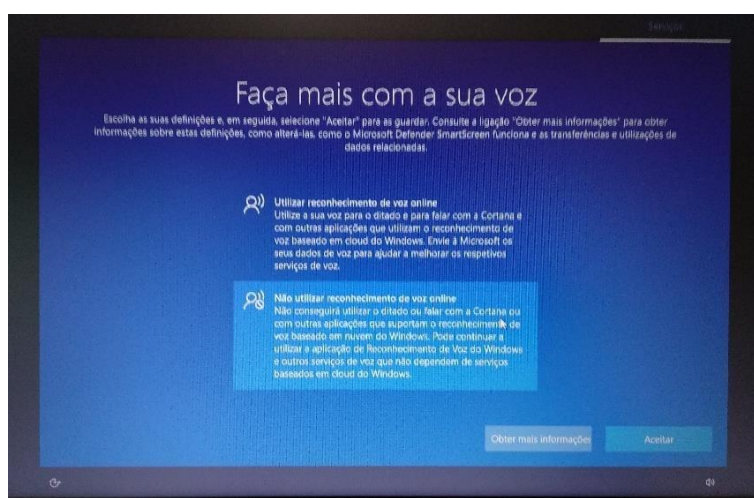 Serviços
Faça mais com a sua voz
Escolha as suas definições e, em seguida, selecione "Aceitar" para as guardar. Consulte a ligação "Obter mais informações" para obter
informações sobre estas definições, como alterá-las, como o Microsoft Defender SmartScreen funciona e as transferências e utilizações de
dados relacionadas.
Utilizar reconhecimento de voz online
Utilize a sua voz para o ditado e para falar com a Cortana e
com outras aplicações que utilizam o reconhecimento de
voz baseado em cloud do Windows. Envie à Microsoft os
seus dados de voz para ajudar a melhorar os respetivos
serviços de voz.
Não utilizar reconhecimento de voz online
Não conseguirá utilizar o ditado ou falar com a Cortana ou
com outras aplicações que suportam o reconhecimento de
voz baseado em nuvem do Windows. Pode continuar a
utilizar a aplicação de Reconhecimento de Voz do Windows
e outros serviços de voz que não dependem de serviços
baseados em cloud do Windows.
Obter mais informações
Aceitar